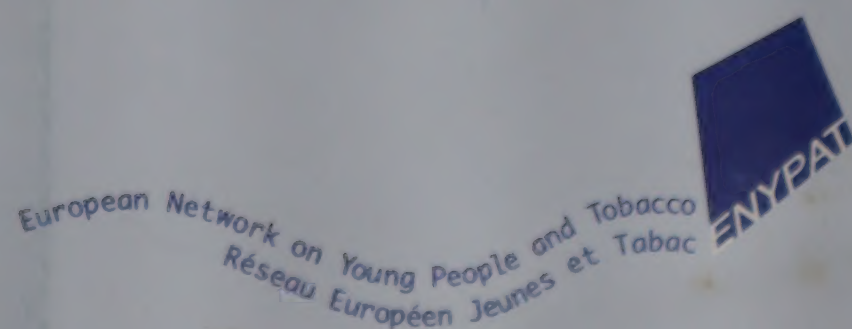 European Network on Young People and Tobacco
Réseau Européen Jeunes et Tabac
ENYPAT